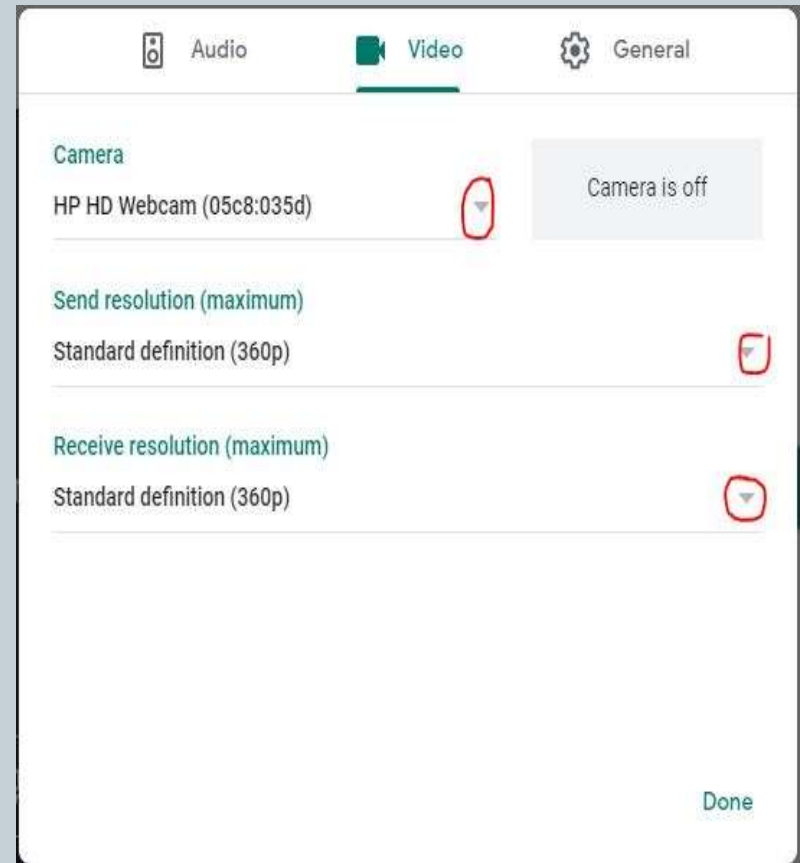 Audio Video General
Camera
HP HD Webcam (05c8:035d)
Camera is off
Send resolution (maximum)
Standard definition (360p)
Receive resolution (maximum)
Standard definition (360p)
Done